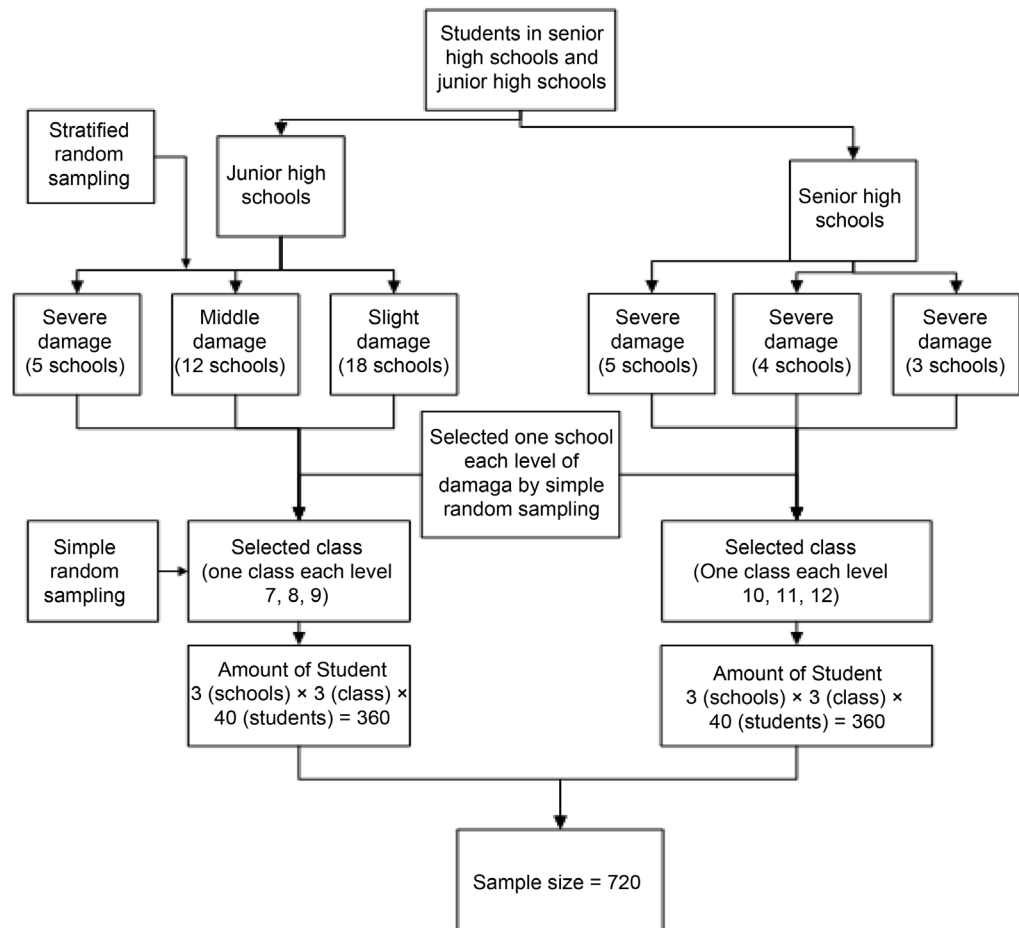 Students in senior
high schools and
junior high schools
Stratified
random
sampling
Junior high
schools
Senior high
schools
Severe
damage
(5 schools)
Middle
damage
(12 schools)
Slight
damage
(18 schools)
Severe
damage
(5 schools)
Severe
damage
(4 schools)
Severe
damage
(3 schools)
Selected one school
each level of
damaga by simple
random sampling
Simple
random
sampling
Selected class
(one class each level
7, 8, 9)
Selected class
(One class each level
10, 11, 12)
Amount of Student
3 (schools) × 3 (class) ×
40 (students) = 360
Amount of Student
3 (schools) × 3 (class) ×
40 (students) = 360
Sample size = 720